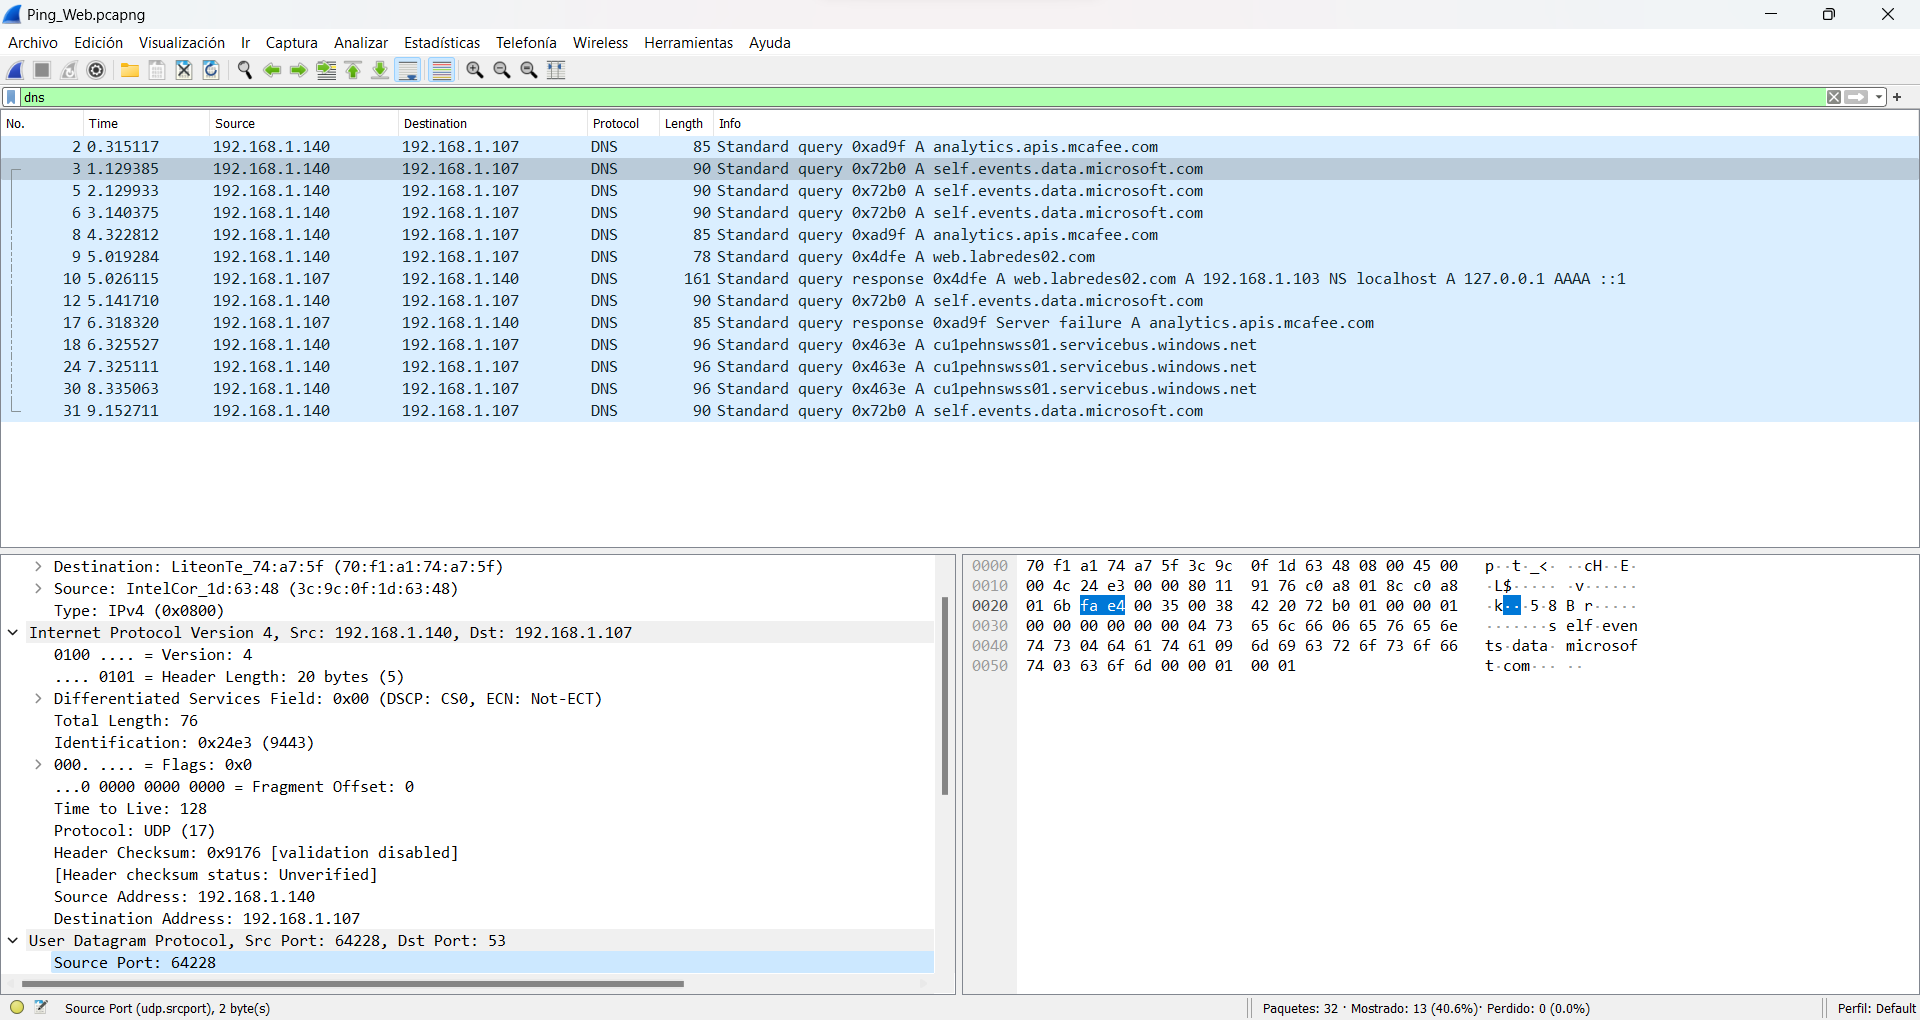 Ping_Web.pcapng
Archivo Edición Visualización Ir Captura Analizar Estadísticas Telefonía Wireless Herramientas Ayuda
dns
No. Time Source Destination Protocol Length Info
2 0.315117 192.168.1.140 192.168.1.107 DNS 85 Standard query 0xad9f A analytics.apis.mcafee.com
3 1.129385 192.168.1.140 192.168.1.107 DNS 90 Standard query 0x72b0 A self.events.data.microsoft.com
5 2.129933 192.168.1.140 192.168.1.107 DNS 90 Standard query 0x72b0 A self.events.data.microsoft.com
6 3.140375 192.168.1.140 192.168.1.107 DNS 90 Standard query 0x72b0 A self.events.data.microsoft.com
8 4.322812 192.168.1.140 192.168.1.107 DNS 85 Standard query 0xad9f A analytics.apis.mcafee.com
9 5.019284 192.168.1.140 192.168.1.107 DNS 78 Standard query 0x4dfe A web.labredes02.com
10 5.026115 192.168.1.107 192.168.1.140 DNS 161 Standard query response 0x4dfe A web.labredes02.com A 192.168.1.103 NS localhost A 127.0.0.1 AAAA ::1
12 5.141710 192.168.1.140 192.168.1.107 DNS 90 Standard query 0x72b0 A self.events.data.microsoft.com
17 6.318320 192.168.1.107 192.168.1.140 DNS 85 Standard query response 0xad9f Server failure A analytics.apis.mcafee.com
18 6.325527 192.168.1.140 192.168.1.107 DNS 96 Standard query 0x463e A cu1pehnswss01.servicebus.windows.net
24 7.325111 192.168.1.140 192.168.1.107 DNS 96 Standard query 0x463e A cu1pehnswss01.servicebus.windows.net
30 8.335063 192.168.1.140 192.168.1.107 DNS 96 Standard query 0x463e A cu1pehnswss01.servicebus.windows.net
31 9.152711 192.168.1.140 192.168.1.107 DNS 90 Standard query 0x72b0 A self.events.data.microsoft.com
Destination: LiteonTe_74:a7:5f (70:f1:a1:74:a7:5f)
Source: IntelCor_1d:63:48 (3c:9c:0f:1d:63:48)
Type: IPv4 (0x0800)
Internet Protocol Version 4, Src: 192.168.1.140, Dst: 192.168.1.107
0100 .... = Version: 4
.... 0101 = Header Length: 20 bytes (5)
Differentiated Services Field: 0x00 (DSCP: CS0, ECN: Not-ECT)
Total Length: 76
Identification: 0x24e3 (9443)
000. .... = Flags: 0x0
...0 0000 0000 0000 = Fragment Offset: 0
Time to Live: 128
Protocol: UDP (17)
Header Checksum: 0x9176 [validation disabled]
[Header checksum status: Unverified]
Source Address: 192.168.1.140
Destination Address: 192.168.1.107
User Datagram Protocol, Src Port: 64228, Dst Port: 53
Source Port: 64228
0000 70 f1 a1 74 a7 5f 3c 9c 0f 1d 63 48 08 00 45 00 p··t·_<· ··cH··E·
0010 00 4c 24 e3 00 00 80 11 91 76 c0 a8 01 8c c0 a8 ·L$····· ·v······
0020 01 6b fa e4 00 35 00 38 42 20 72 b0 01 00 00 01 ·k···5·8 B r·····
0030 00 00 00 00 00 00 04 73 65 6c 66 06 65 76 65 6e ·······s elf·even
0040 74 73 04 64 61 74 61 09 6d 69 63 72 6f 73 6f 66 ts·data· microsof
0050 74 03 63 6f 6d 00 00 01 00 01 t·com··· ··
Source Port (udp.srcport), 2 byte(s)
Paquetes: 32 · Mostrado: 13 (40.6%)· Perdido: 0 (0.0%)
Perfil: Default